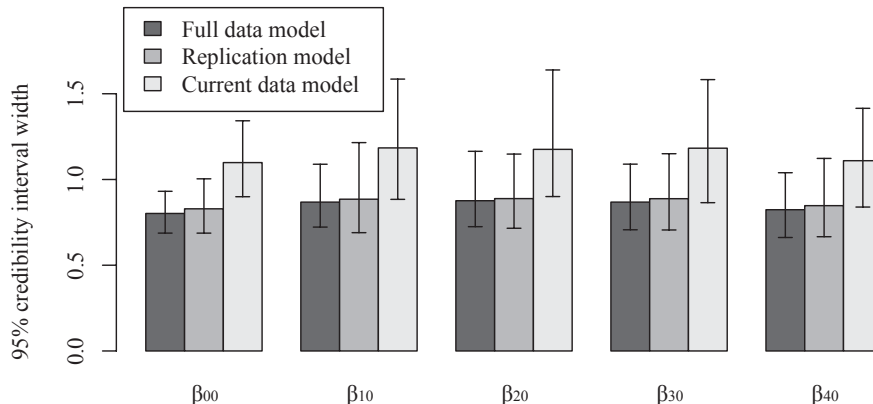 Full data model
Replication model
Current data model
95% credibility interval width
1.5
1.0
0.5
0.0
β00 β10 β20 β30 β40